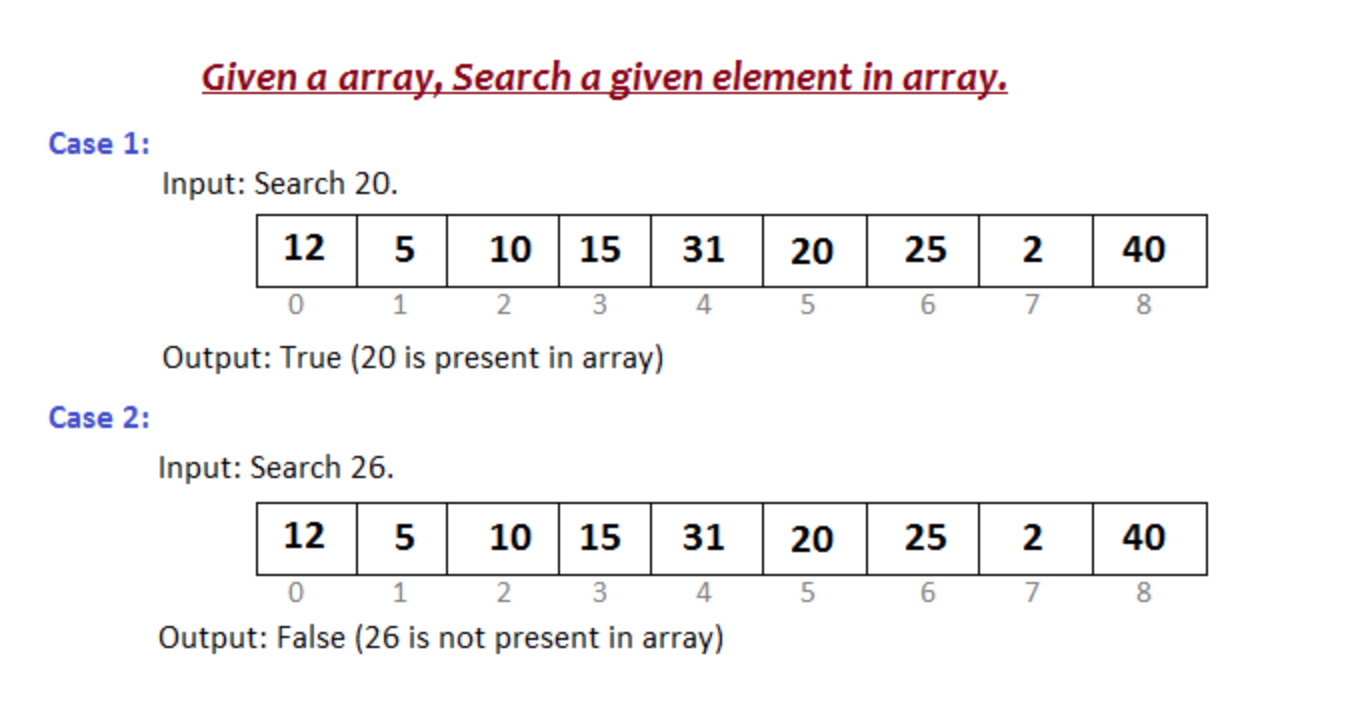 Given a array, Search a given element in array.
Case 1:
Input: Search 20.
12 5 10 15 31 20 25 2 40
0 1 2 3 4 5 6 7 8
Output: True (20 is present in array)
Case 2:
Input: Search 26.
12 5 10 15 31 20 25 2 40
0 1 2 3 4 5 6 7 8
Output: False (26 is not present in array)